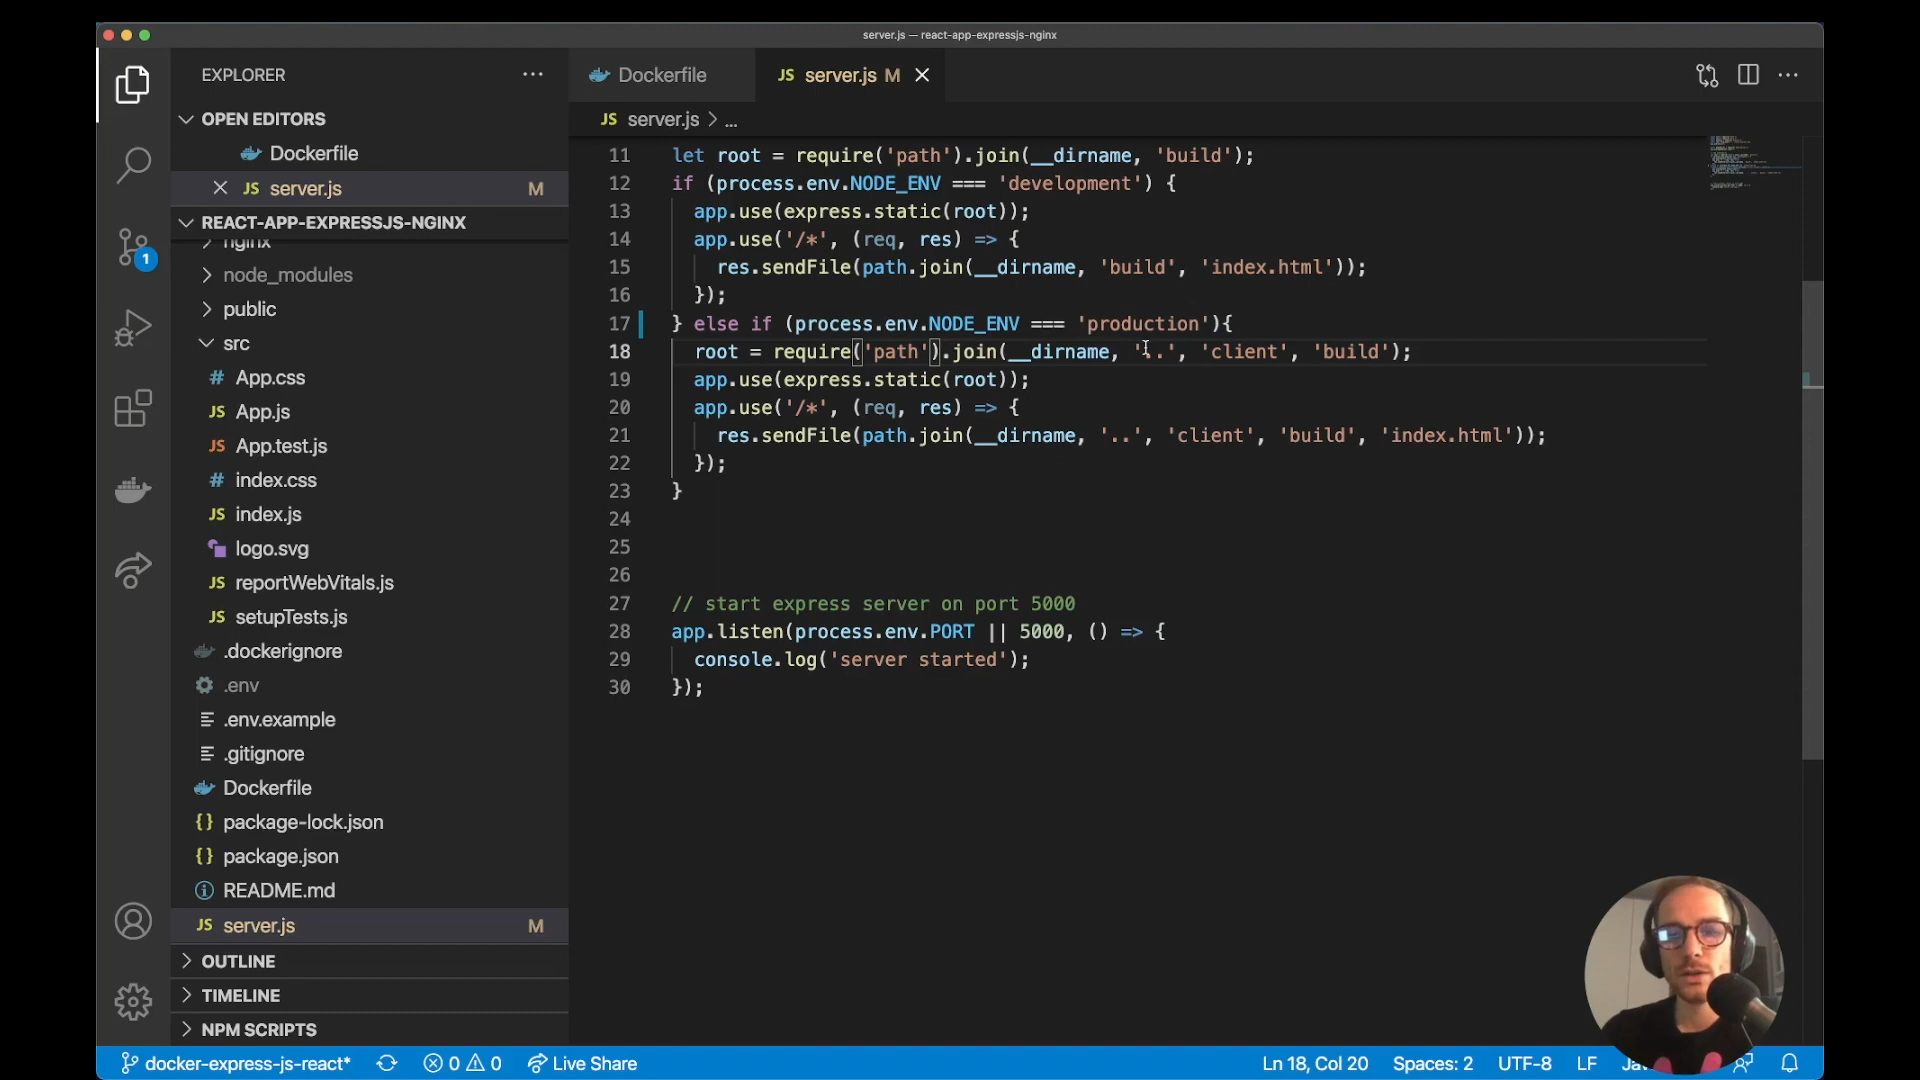 server.js — react-app-expressjs-nginx
EXPLORER
OPEN EDITORS
Dockerfile
JS server.js M
REACT-APP-EXPRESSJS-NGINX
nginx
node_modules
public
src
# App.css
JS App.js
JS App.test.js
# index.css
JS index.js
logo.svg
JS reportWebVitals.js
JS setupTests.js
.dockerignore
.env
.env.example
.gitignore
Dockerfile
{} package-lock.json
{} package.json
README.md
JS server.js M
OUTLINE
TIMELINE
NPM SCRIPTS
1
Dockerfile
JS server.js M
JS server.js > ...
11 let root = require('path').join(__dirname, 'build');
12 if (process.env.NODE_ENV === 'development') {
13 app.use(express.static(root));
14 app.use('/*', (req, res) => {
15 res.sendFile(path.join(__dirname, 'build', 'index.html'));
16 });
17 } else if (process.env.NODE_ENV === 'production'){
18 root = require('path').join(__dirname, '..', 'client', 'build');
19 app.use(express.static(root));
20 app.use('/*', (req, res) => {
21 res.sendFile(path.join(__dirname, '..', 'client', 'build', 'index.html'));
22 });
23 }
24
25
26
27 // start express server on port 5000
28 app.listen(process.env.PORT || 5000, () => {
29 console.log('server started');
30 });
docker-express-js-react* 0 0 Live Share Ln 18, Col 20 Spaces: 2 UTF-8 LF